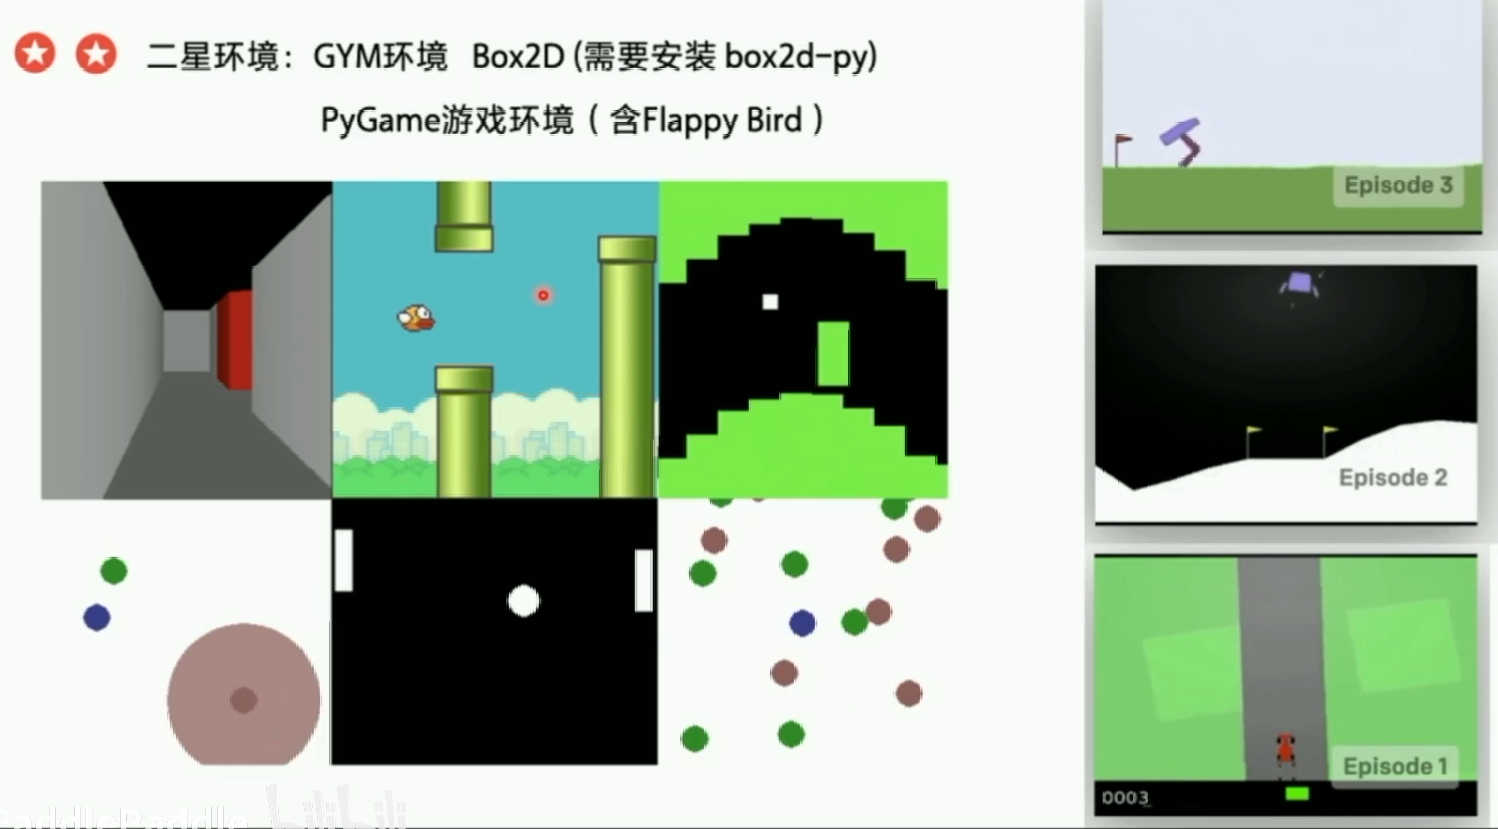 二星环境：GYM环境 Box2D (需要安装 box2d-py)
PyGame游戏环境（含Flappy Bird）
Episode 3
Episode 2
Episode 1
0003
PaddlePaddle
bilibili